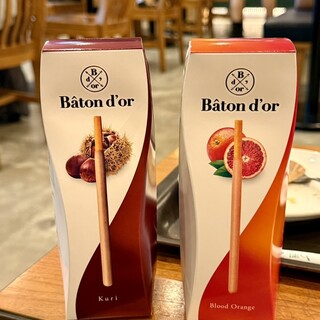 B
d'
or
Bâton d'or
Kuri
B
d'
or
Bâton d'or
Blood Orange